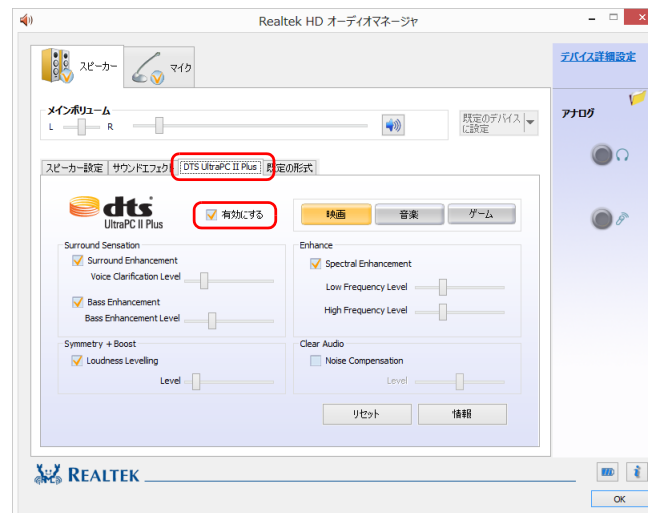 Realtek HD オーディオマネージャ
スピーカー
マイク
デバイス詳細設定
メインボリューム
L R
既定のデバイス
に設定
アナログ
スピーカー設定 サウンドエフェクト DTS UltraPC II Plus 既定の形式
dts
UltraPC II Plus
有効にする
映画 音楽 ゲーム
Surround Sensation
Surround Enhancement
Voice Clarification Level
Bass Enhancement
Bass Enhancement Level
Enhance
Spectral Enhancement
Low Frequency Level
High Frequency Level
Symmetry + Boost
Loudness Levelling
Level
Clear Audio
Noise Compensation
Level
リセット 情報
REALTEK
OK